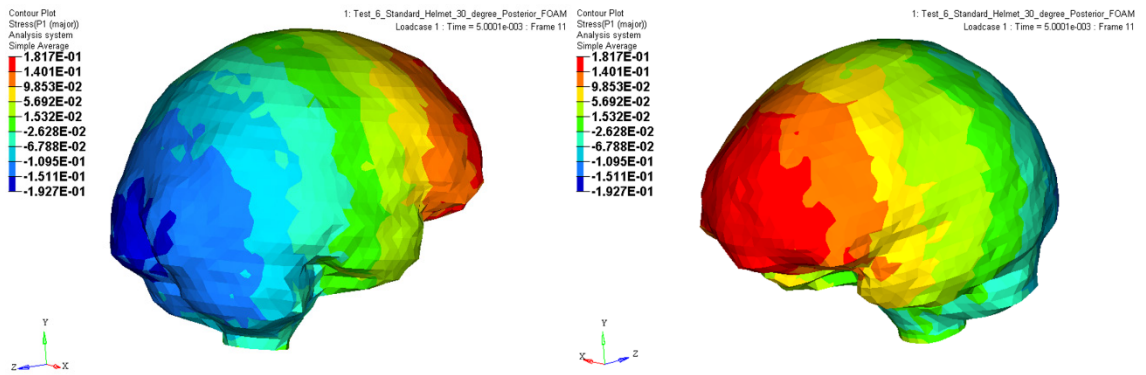 Contour Plot
Stress(P1 (major))
Analysis system
Simple Average
1.817E-01
1.401E-01
9.853E-02
5.692E-02
1.532E-02
-2.628E-02
-6.788E-02
-1.095E-01
-1.511E-01
-1.927E-01
1: Test_6_Standard_Helmet_30_degree_Posterior_FOAM
Loadcase 1 : Time = 5.0001e-003 : Frame 11
Y
Z
X
Contour Plot
Stress(P1 (major))
Analysis system
Simple Average
1.817E-01
1.401E-01
9.853E-02
5.692E-02
1.532E-02
-2.628E-02
-6.788E-02
-1.095E-01
-1.511E-01
-1.927E-01
1: Test_6_Standard_Helmet_30_degree_Posterior_FOAM
Loadcase 1 : Time = 5.0001e-003 : Frame 11
Y
X
Z